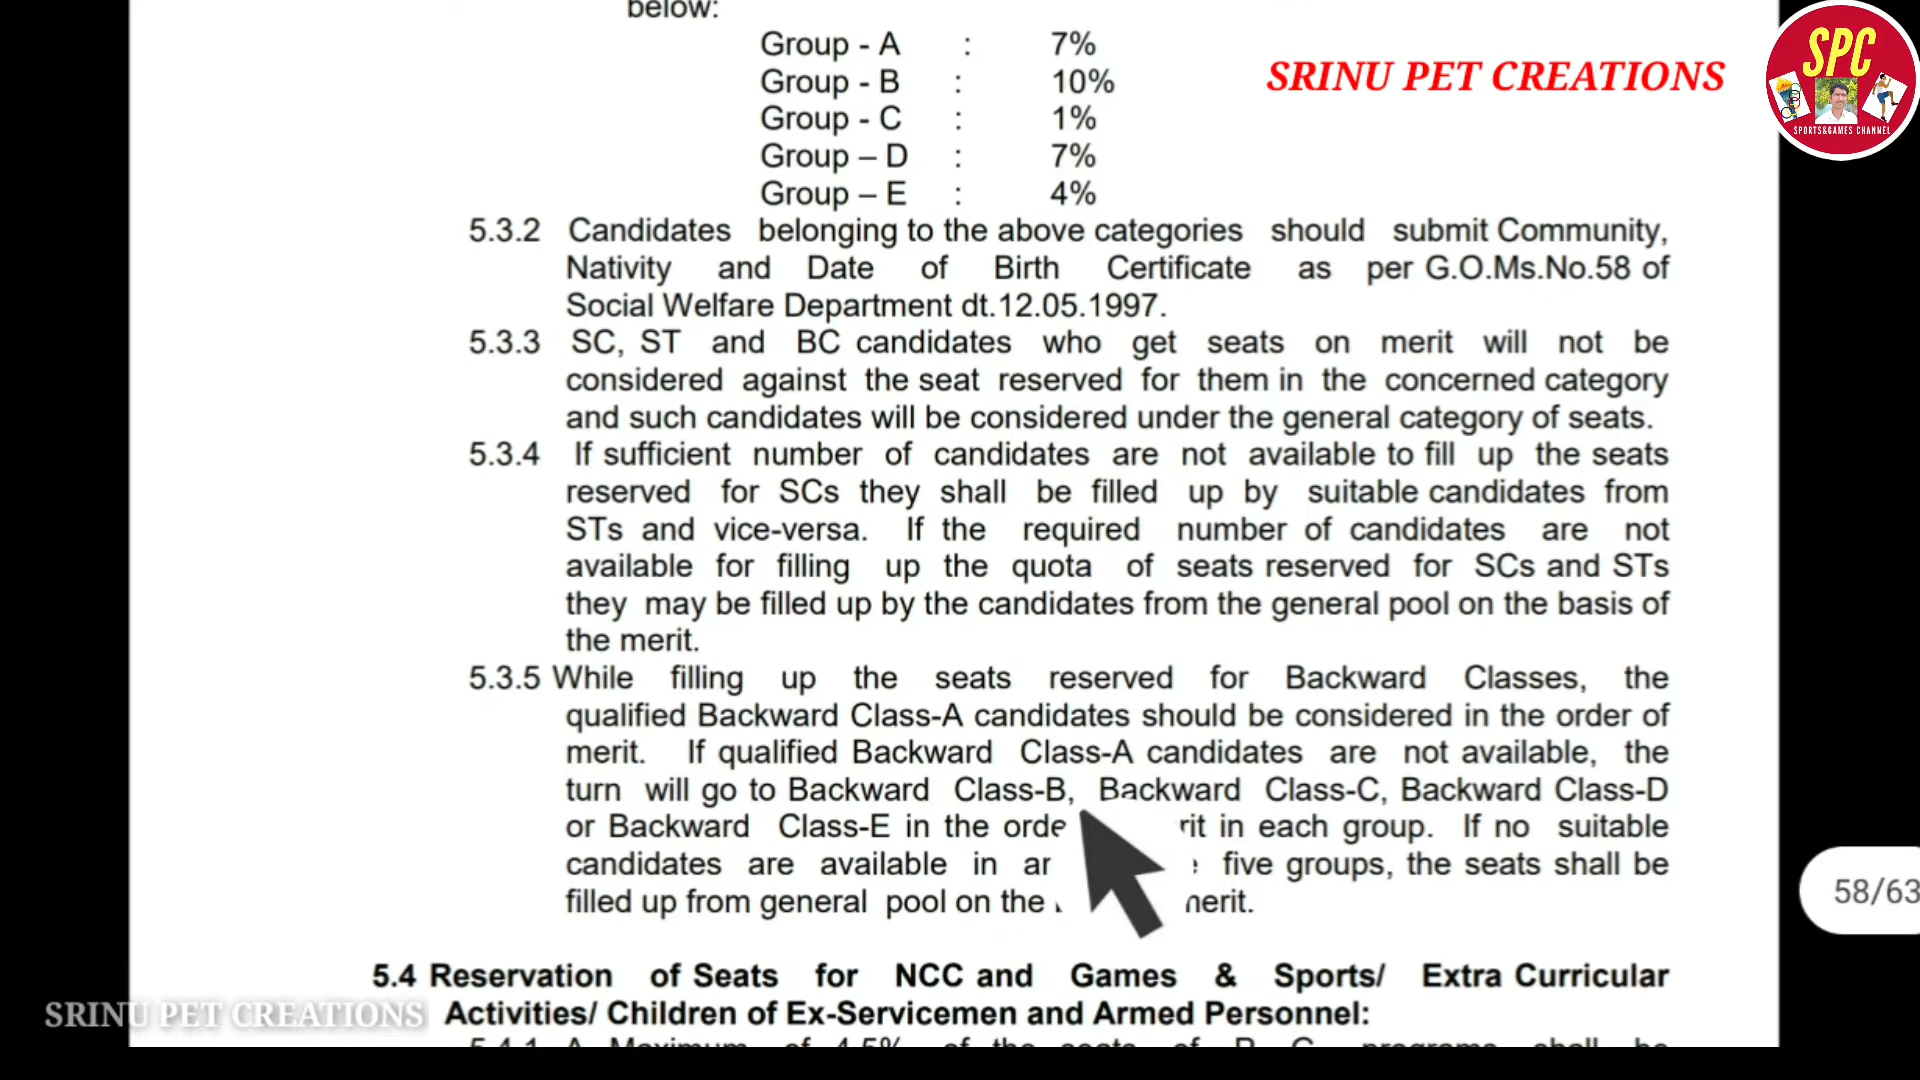 below:
Group - A : 7%
Group - B : 10%
Group - C : 1%
Group – D : 7%
Group – E : 4%
SRINU PET CREATIONS
SPC
SPORTS&GAMES CHANNEL
5.3.2 Candidates belonging to the above categories should submit Community,
Nativity and Date of Birth Certificate as per G.O.Ms.No.58 of
Social Welfare Department dt.12.05.1997.
5.3.3 SC, ST and BC candidates who get seats on merit will not be
considered against the seat reserved for them in the concerned category
and such candidates will be considered under the general category of seats.
5.3.4 If sufficient number of candidates are not available to fill up the seats
reserved for SCs they shall be filled up by suitable candidates from
STs and vice-versa. If the required number of candidates are not
available for filling up the quota of seats reserved for SCs and STs
they may be filled up by the candidates from the general pool on the basis of
the merit.
5.3.5 While filling up the seats reserved for Backward Classes, the
qualified Backward Class-A candidates should be considered in the order of
merit. If qualified Backward Class-A candidates are not available, the
turn will go to Backward Class-B, Backward Class-C, Backward Class-D
or Backward Class-E in the in each group. If no suitable
candidates are available in five groups, the seats shall be
filled up from general pool on the
58/63
5.4 Reservation of Seats for NCC and Games & Sports/ Extra Curricular
Activities/ Children of Ex-Servicemen and Armed Personnel:
SRINU PET CREATIONS
5.4.1 A Maximum of 4.5% of the seats of shall be